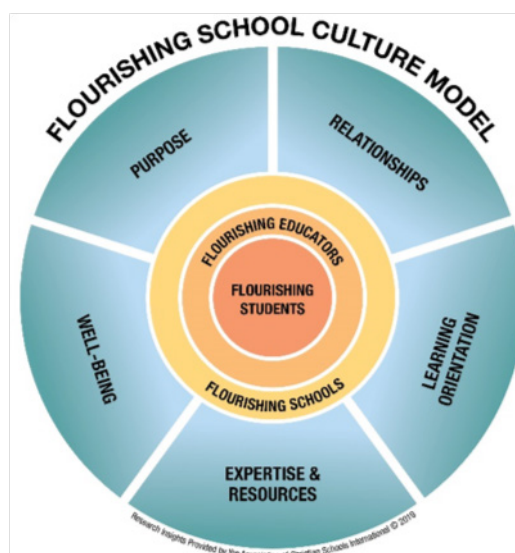 FLOURISHING SCHOOL CULTURE MODEL
PURPOSE
RELATIONSHIPS
FLOURISHING EDUCATORS
FLOURISHING
STUDENTS
WELL-BEING
LEARNING
ORIENTATION
FLOURISHING SCHOOLS
EXPERTISE &
RESOURCES
Research Insights Provided by the Christian Schools International © 2019